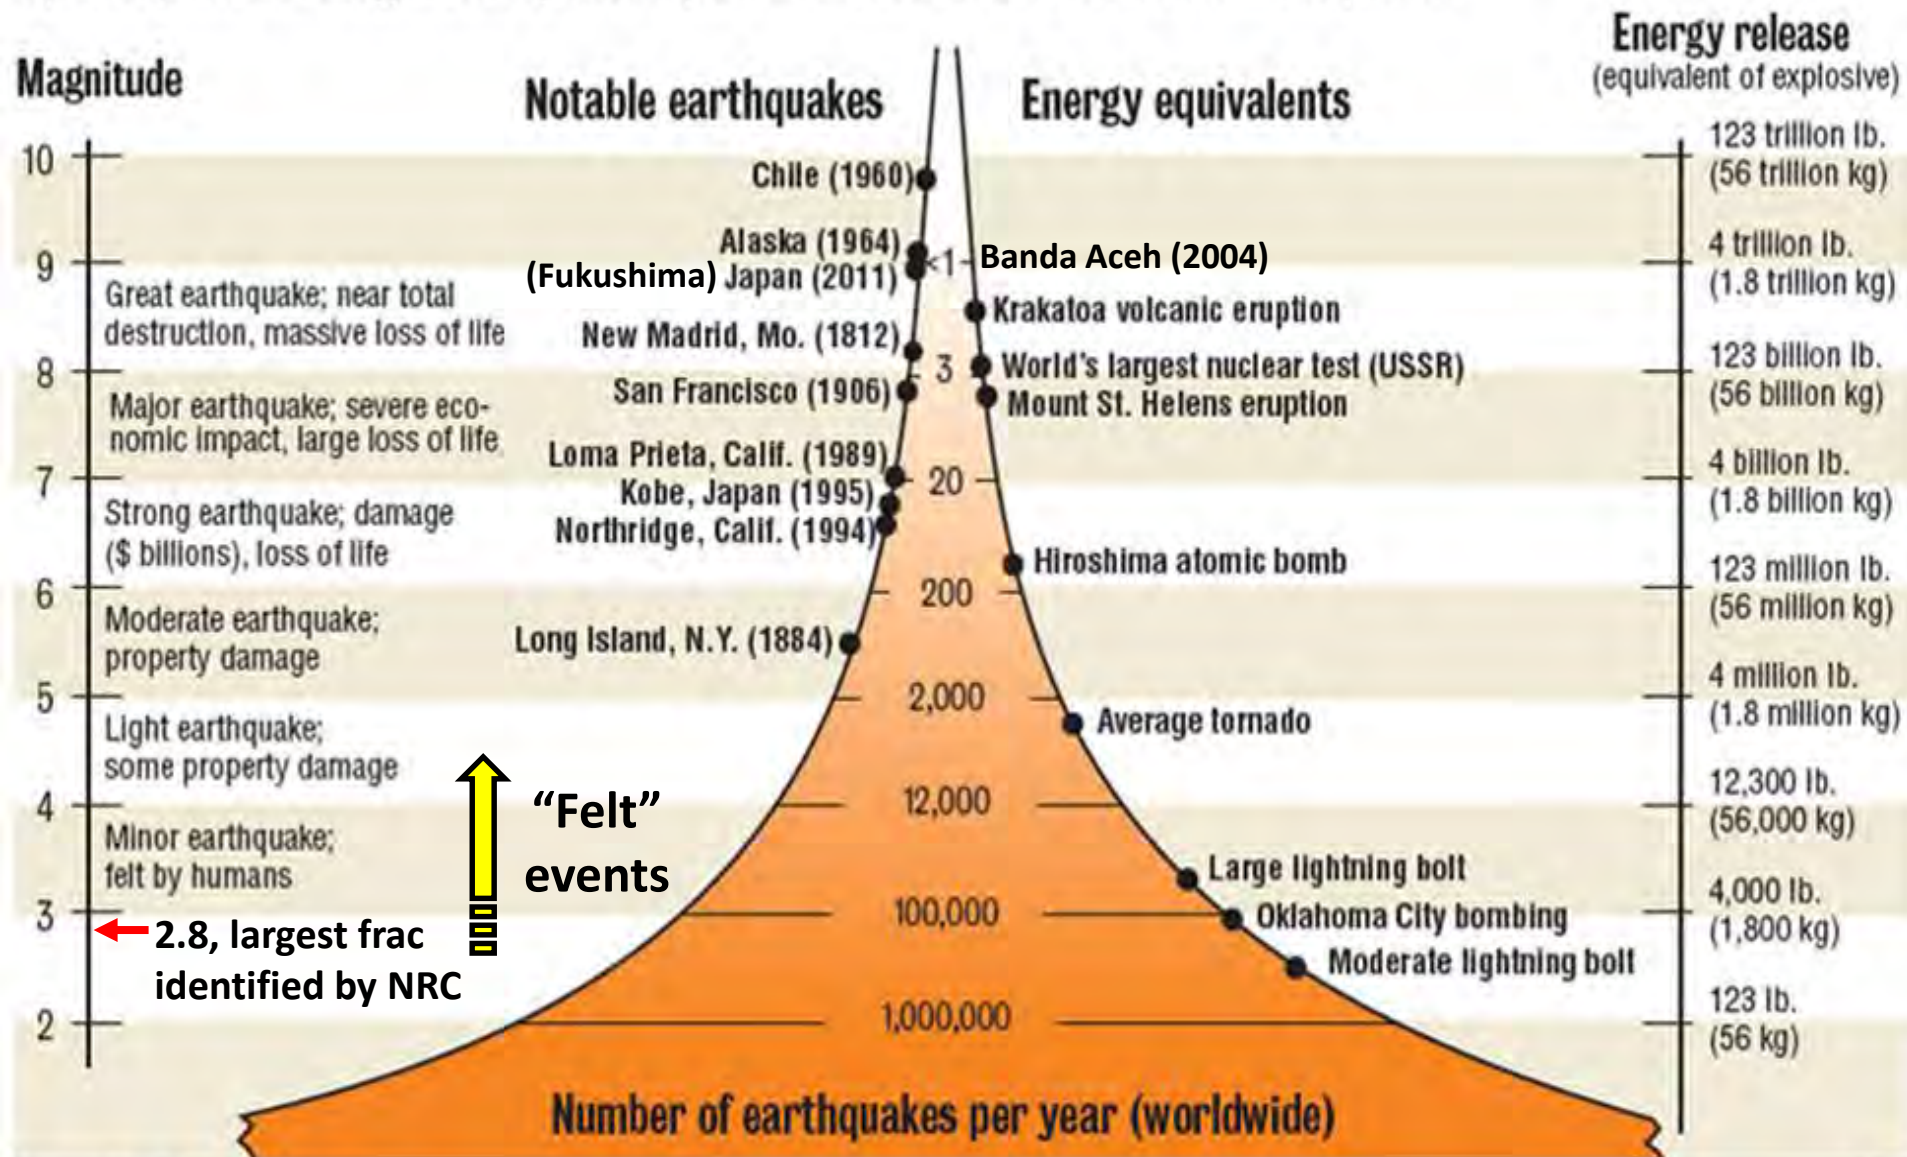 Magnitude
Notable earthquakes
Energy equivalents
Energy release
(equivalent of explosive)
10
Chile (1960)
123 trillion lb.
(56 trillion kg)
Alaska (1964)
9
(Fukushima) Japan (2011)
<1
Banda Aceh (2004)
4 trillion lb.
(1.8 trillion kg)
Great earthquake; near total
destruction, massive loss of life
Krakatoa volcanic eruption
New Madrid, Mo. (1812)
8
3
World's largest nuclear test (USSR)
123 billion lb.
(56 billion kg)
San Francisco (1906)
Mount St. Helens eruption
Major earthquake; severe eco-
nomic impact, large loss of life
Loma Prieta, Calif. (1989)
7
20
4 billion lb.
(1.8 billion kg)
Kobe, Japan (1995)
Northridge, Calif. (1994)
Strong earthquake; damage
($ billions), loss of life
Hiroshima atomic bomb
6
200
123 million lb.
(56 million kg)
Moderate earthquake;
property damage
Long Island, N.Y. (1884)
5
2,000
4 million lb.
(1.8 million kg)
Average tornado
Light earthquake;
some property damage
4
12,000
12,300 lb.
(56,000 kg)
"Felt"
events
Minor earthquake;
felt by humans
Large lightning bolt
3
100,000
Oklahoma City bombing
4,000 lb.
(1,800 kg)
2.8, largest frac
identified by NRC
Moderate lightning bolt
2
1,000,000
123 lb.
(56 kg)
Number of earthquakes per year (worldwide)